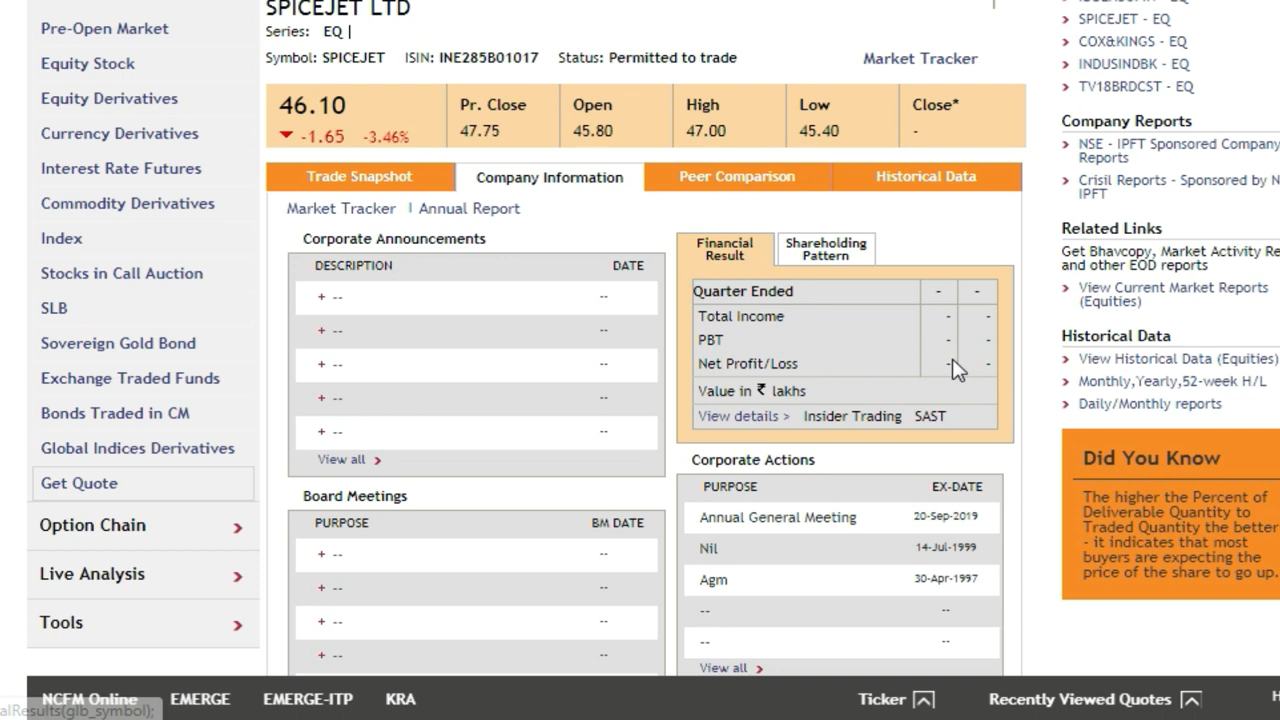 Pre-Open Market
Equity Stock
Equity Derivatives
Currency Derivatives
Interest Rate Futures
Commodity Derivatives
Index
Stocks in Call Auction
SLB
Sovereign Gold Bond
Exchange Traded Funds
Bonds Traded in CM
Global Indices Derivatives
Get Quote
Option Chain
Live Analysis
Tools
SPICEJET LTD
Series: EQ |
Symbol: SPICEJET ISIN: INE285B01017 Status: Permitted to trade
Market Tracker
46.10
-1.65 -3.46%
Pr. Close
47.75
Open
45.80
High
47.00
Low
45.40
Close*
-
Trade Snapshot
Company Information
Peer Comparison
Historical Data
Market Tracker | Annual Report
Corporate Announcements
DESCRIPTION DATE
+ -- --
+ -- --
+ -- --
+ -- --
+ -- --
View all >
Board Meetings
PURPOSE BM DATE
+ -- --
+ -- --
+ -- --
+ -- --
Financial
Result
Shareholding
Pattern
Quarter Ended - -
Total Income - -
PBT - -
Net Profit/Loss - -
Value in ₹ lakhs
View details > Insider Trading SAST
Corporate Actions
PURPOSE EX-DATE
Annual General Meeting 20-Sep-2019
Nil 14-Jul-1999
Agm 30-Apr-1997
-- --
-- --
View all >
SPICEJET - EQ
COX&KINGS - EQ
INDUSINDBK - EQ
TV18BRDCST - EQ
Company Reports
NSE - IPFT Sponsored Company
Reports
Crisil Reports - Sponsored by N
IPFT
Related Links
Get Bhavcopy, Market Activity Re
and other EOD reports
View Current Market Reports
(Equities)
Historical Data
View Historical Data (Equities)
Monthly,Yearly,52-week H/L
Daily/Monthly reports
Did You Know
The higher the Percent of
Deliverable Quantity to
Traded Quantity the better
- it indicates that most
buyers are expecting the
price of the share to go up.
NCFM Online EMERGE EMERGE-ITP KRA
Ticker Recently Viewed Quotes H
alResults(glb_symbol);